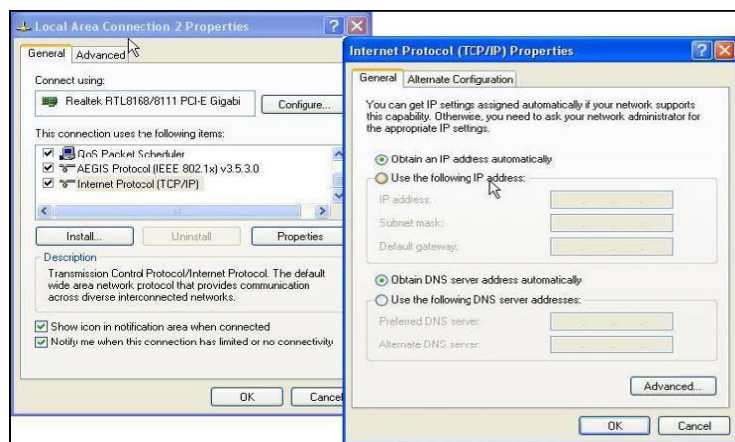 Local Area Connection 2 Properties
General
Advanced
Connect using:
Realtek RTL8168/8111 PCI-E Gigabi
Configure...
This connection uses the following items:
QoS Packet Scheduler
AEGIS Protocol (IEEE 802.1x) v3.5.3.0
Internet Protocol (TCP/IP)
Install...
Uninstall
Properties
Description
Transmission Control Protocol/Internet Protocol. The default
wide area network protocol that provides communication
across diverse interconnected networks.
Show icon in notification area when connected
Notify me when this connection has limited or no connectivity
OK
Cancel
Internet Protocol (TCP/IP) Properties
General
Alternate Configuration
You can get IP settings assigned automatically if your network supports
this capability. Otherwise, you need to ask your network administrator for
the appropriate IP settings.
Obtain an IP address automatically
Use the following IP address:
IP address:
Subnet mask:
Default gateway:
Obtain DNS server address automatically
Use the following DNS server addresses:
Preferred DNS server:
Alternate DNS server:
Advanced...
OK
Cancel